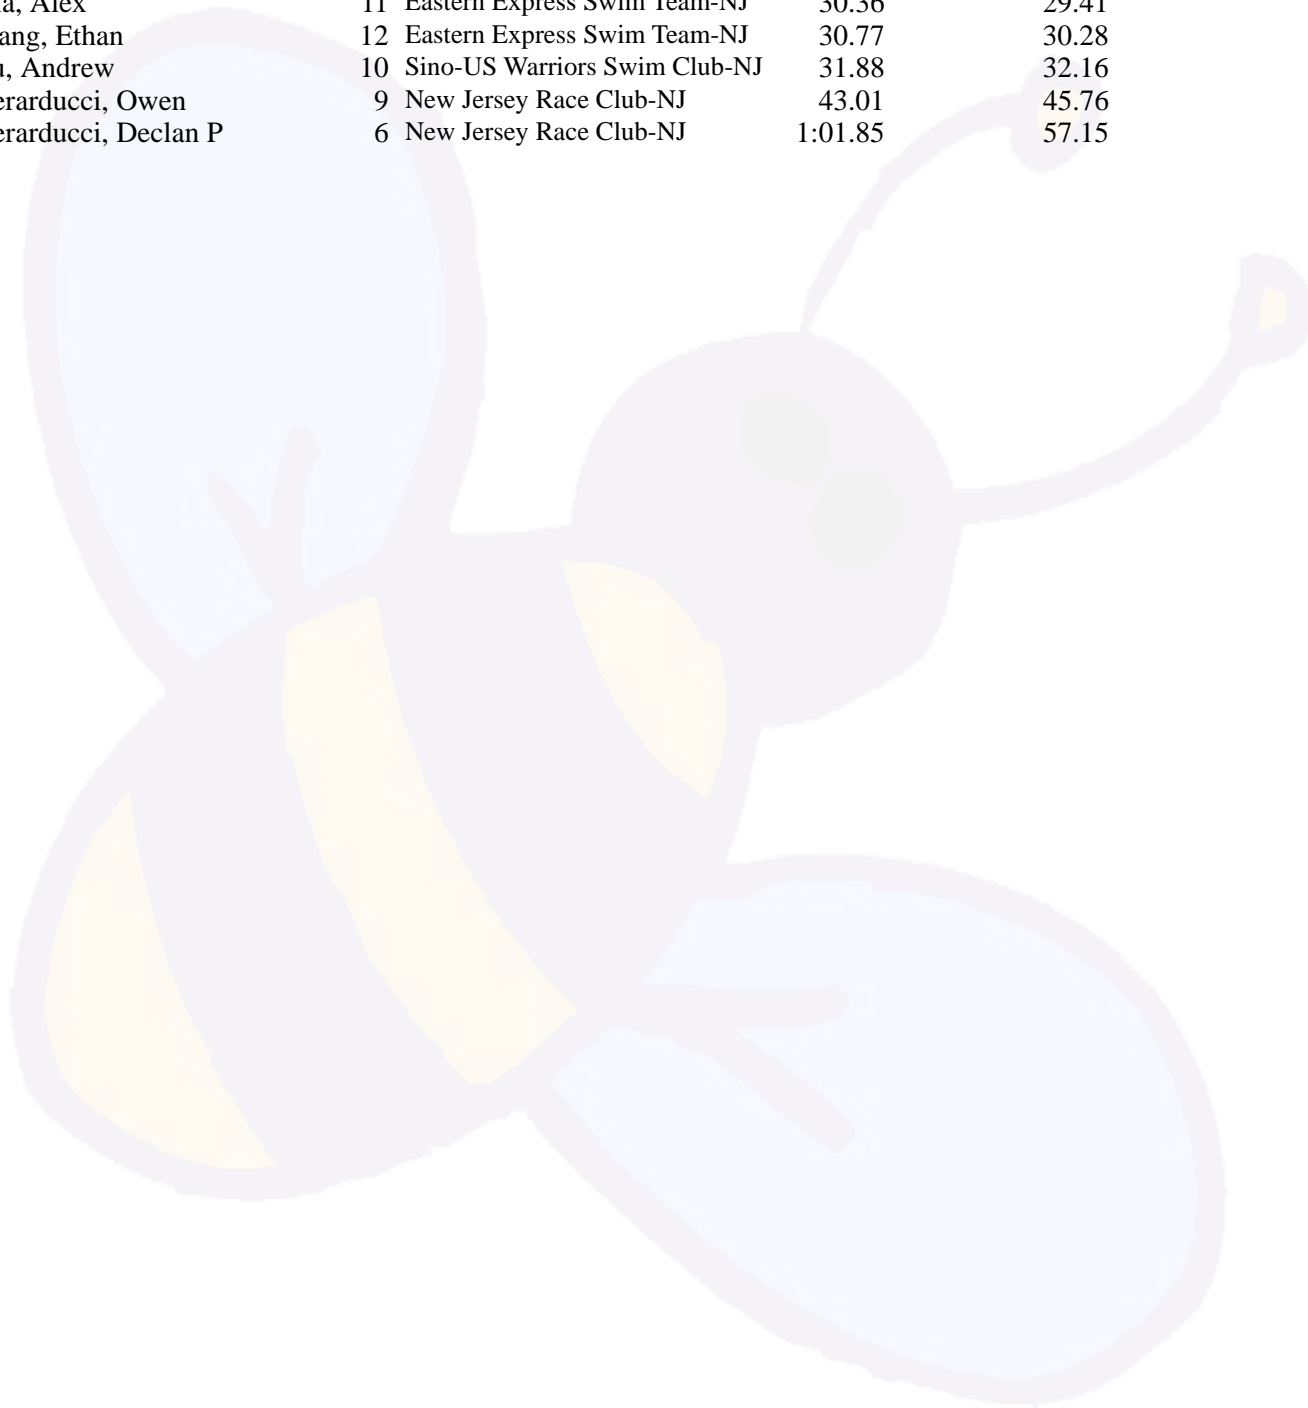 a, Alex 11 Eastern Express Swim Team-NJ 30.36 29.41
ang, Ethan 12 Eastern Express Swim Team-NJ 30.77 30.28
u, Andrew 10 Sino-US Warriors Swim Club-NJ 31.88 32.16
erarducci, Owen 9 New Jersey Race Club-NJ 43.01 45.76
erarducci, Declan P 6 New Jersey Race Club-NJ 1:01.85 57.15